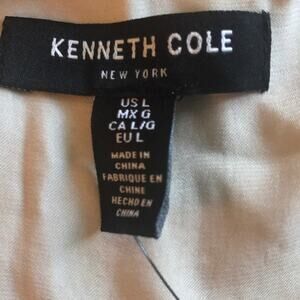 KENNETH COLE
NEW YORK
US L
MX G
CA L/G
EU L
MADE IN
CHINA
FABRIQUE EN
CHINE
HECHO EN
CHINA